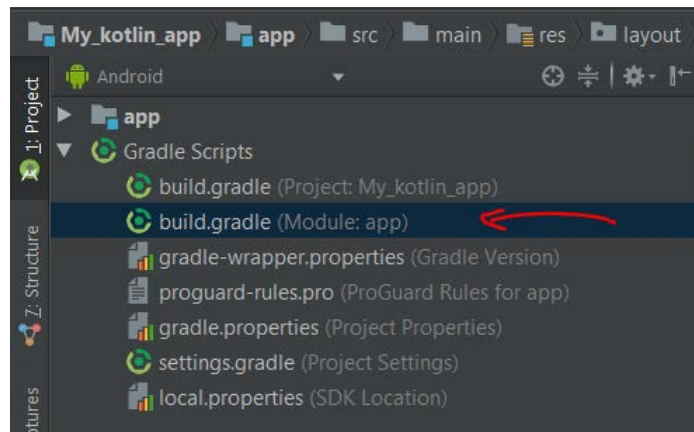 My_kotlin_app app src main res layout
Android
1: Project
app
Gradle Scripts
build.gradle (Project: My_kotlin_app)
build.gradle (Module: app)
gradle-wrapper.properties (Gradle Version)
proguard-rules.pro (ProGuard Rules for app)
gradle.properties (Project Properties)
settings.gradle (Project Settings)
local.properties (SDK Location)
Z: Structure
ptures